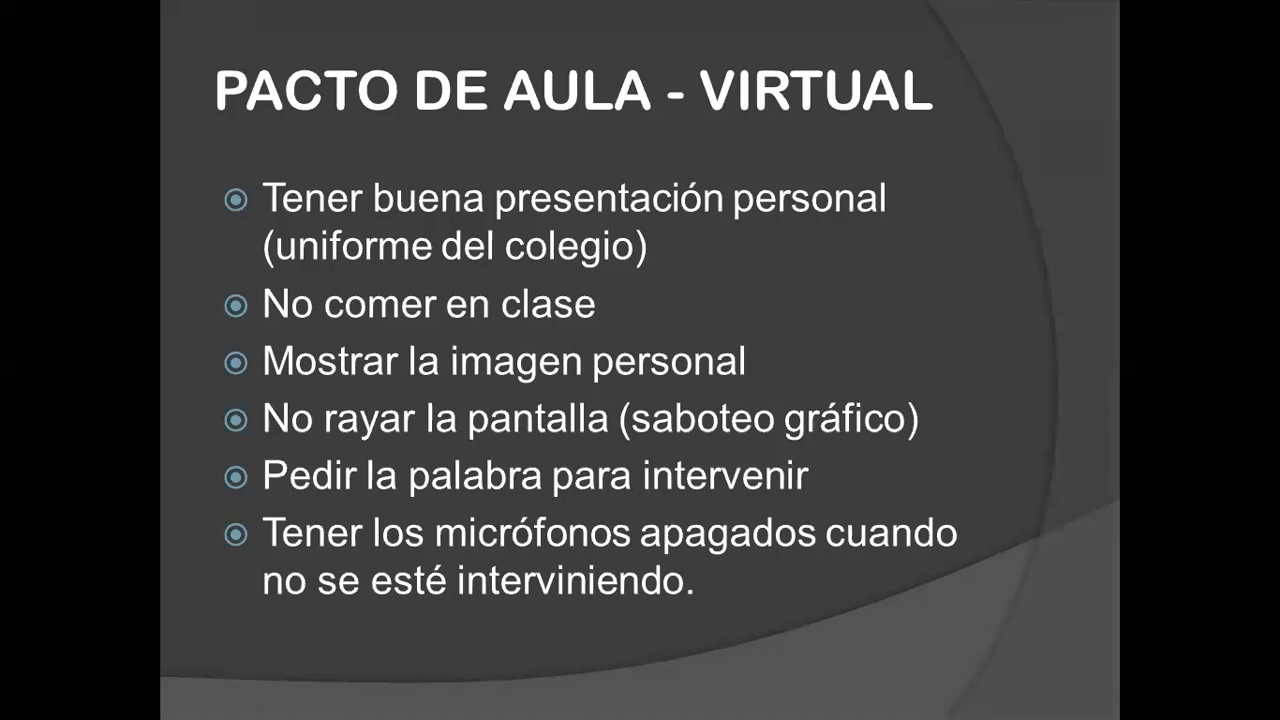 PACTO DE AULA - VIRTUAL
Tener buena presentación personal
(uniforme del colegio)
No comer en clase
Mostrar la imagen personal
No rayar la pantalla (saboteo gráfico)
Pedir la palabra para intervenir
Tener los micrófonos apagados cuando
no se esté interviniendo.